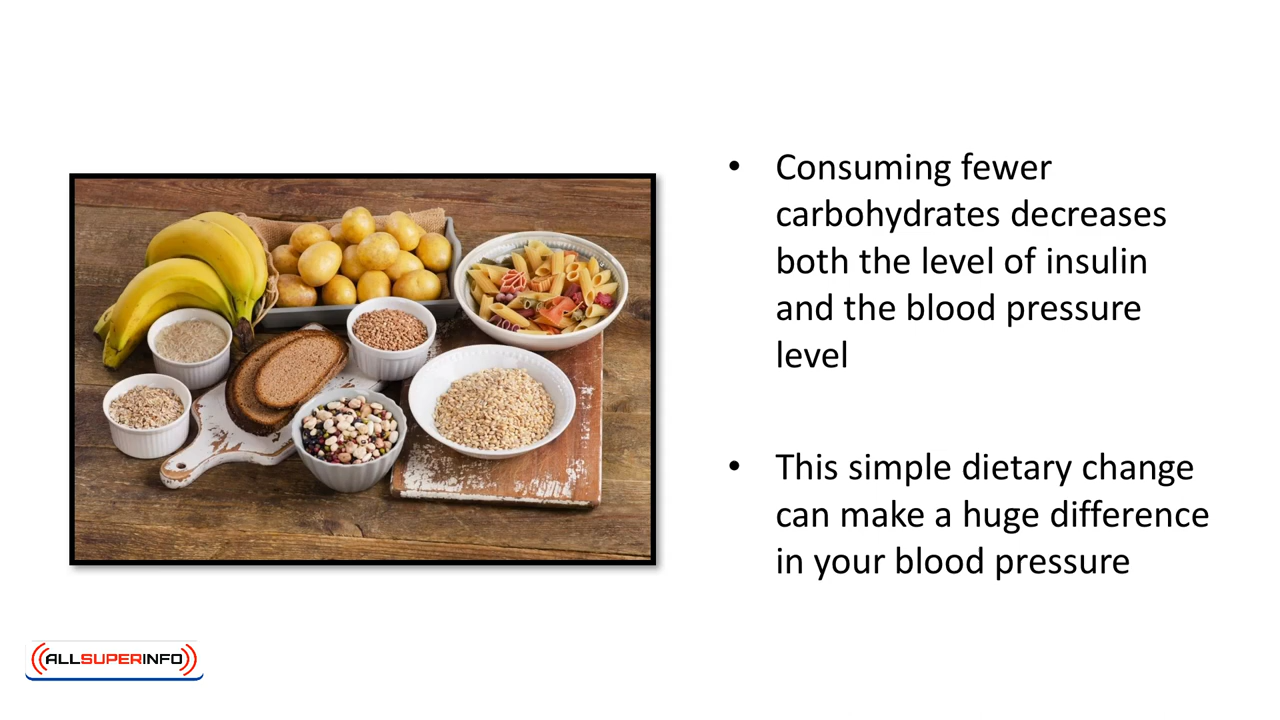 • Consuming fewer
carbohydrates decreases
both the level of insulin
and the blood pressure
level
• This simple dietary change
can make a huge difference
in your blood pressure
ALLSUPERINFO